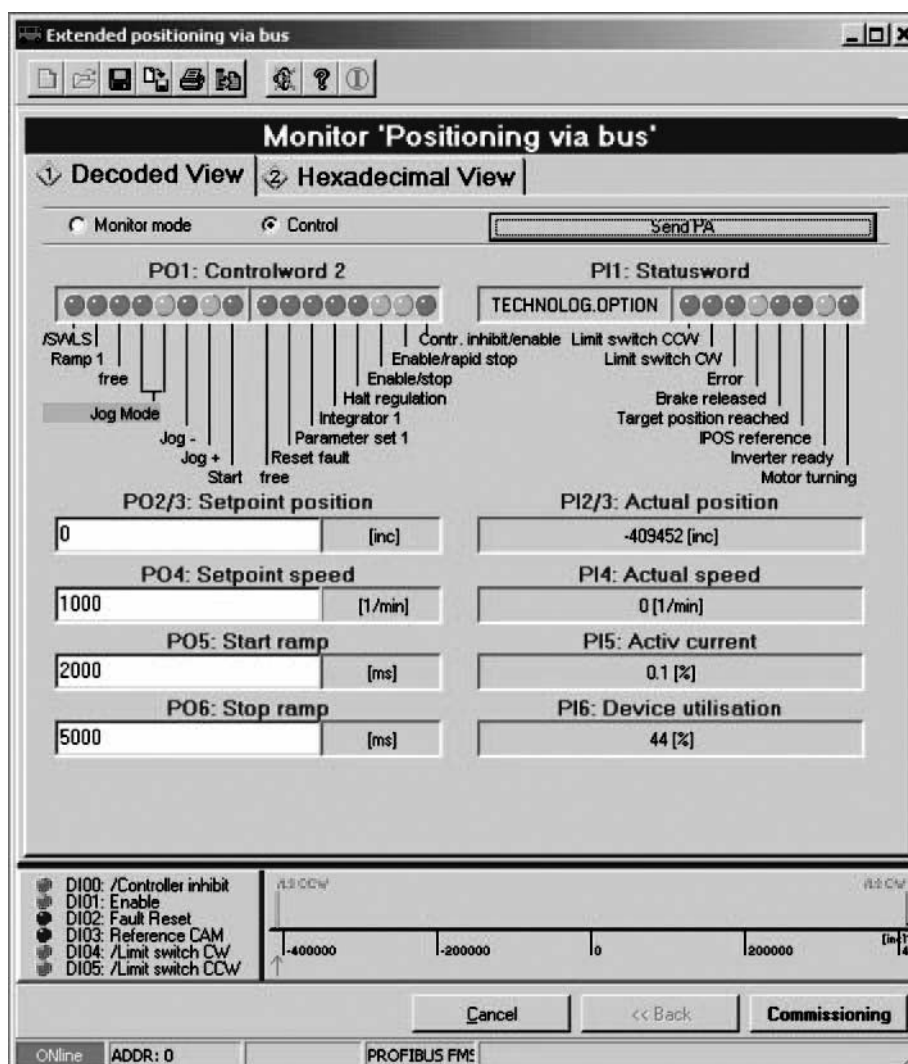 Extended positioning via bus
Monitor 'Positioning via bus'
1 Decoded View
2 Hexadecimal View
Monitor mode
Control
Send PA
PO1: Controlword 2
PI1: Statusword
TECHNOLOG.OPTION
/SWLS
Ramp 1
free
Jog Mode
Jog -
Jog +
Start
free
Reset fault
Parameter set 1
Integrator 1
Halt regulation
Enable/stop
Enable/rapid stop
Contr. inhibit/enable
Limit switch CCW
Limit switch CW
Error
Brake released
Target position reached
IPOS reference
Inverter ready
Motor turning
PO2/3: Setpoint position
PI2/3: Actual position
0
[inc]
-409452 [inc]
PO4: Setpoint speed
PI4: Actual speed
1000
[1/min]
0 [1/min]
PO5: Start ramp
PI5: Activ current
2000
[ms]
0.1 [%]
PO6: Stop ramp
PI6: Device utilisation
5000
[ms]
44 [%]
DI00: /Controller inhibit
DI01: Enable
DI02: Fault Reset
DI03: Reference CAM
DI04: /Limit switch CW
DI05: /Limit switch CCW
/LS CCW
/LS CW
-400000
-200000
0
200000
Cancel
<< Back
Commissioning
ONline
ADDR: 0
PROFIBUS FMS